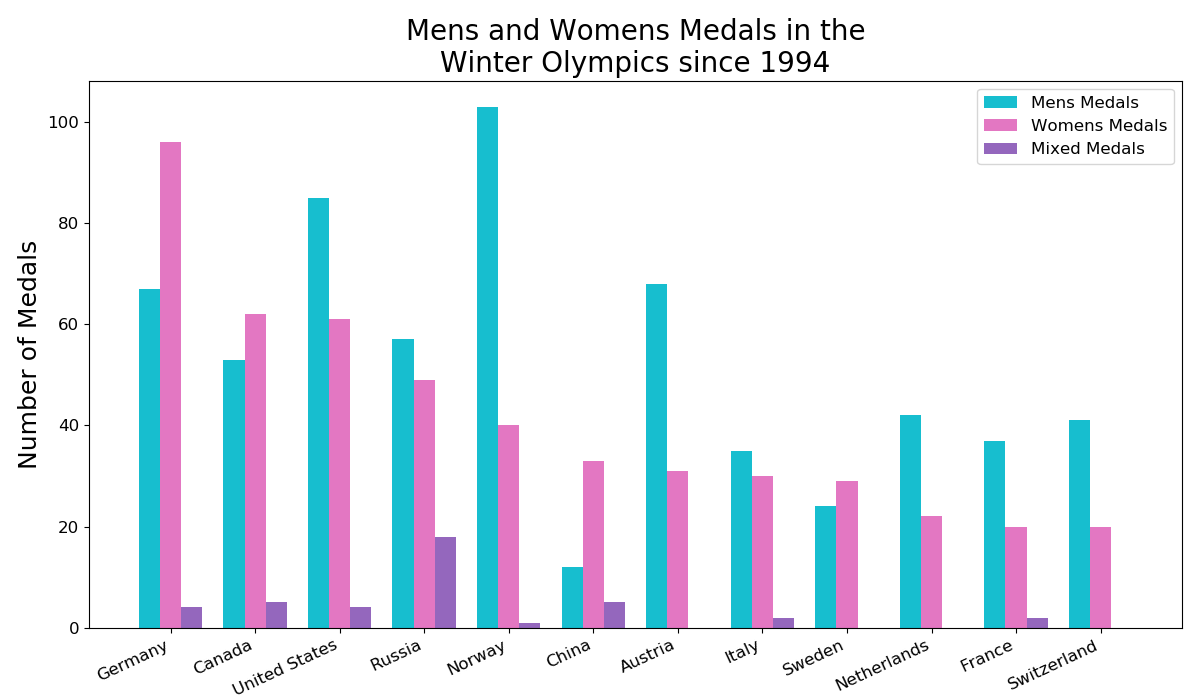 Mens and Womens Medals in the
Winter Olympics since 1994
Mens Medals
Womens Medals
Mixed Medals
Number of Medals
100
80
60
40
20
0
Germany
Canada
United States
Russia
Norway
China
Austria
Italy
Sweden
Netherlands
France
Switzerland